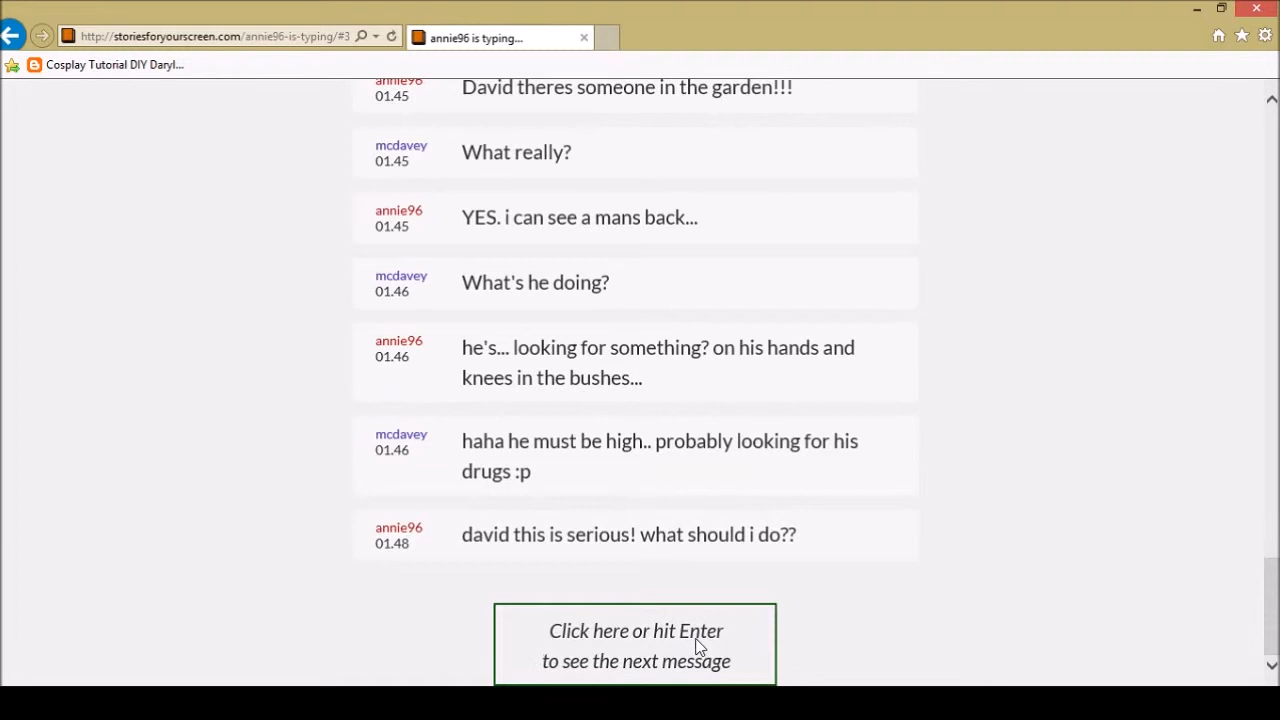 http://storiesforyourscreen.com/annie96-is-typing/#3
annie96 is typing...
Cosplay Tutorial DIY Daryl...
annie96
01.45
David theres someone in the garden!!!
mcdavey
01.45
What really?
annie96
01.45
YES. i can see a mans back...
mcdavey
01.46
What's he doing?
annie96
01.46
he's... looking for something? on his hands and
knees in the bushes...
mcdavey
01.46
haha he must be high.. probably looking for his
drugs :p
annie96
01.48
david this is serious! what should i do??
Click here or hit Enter
to see the next message